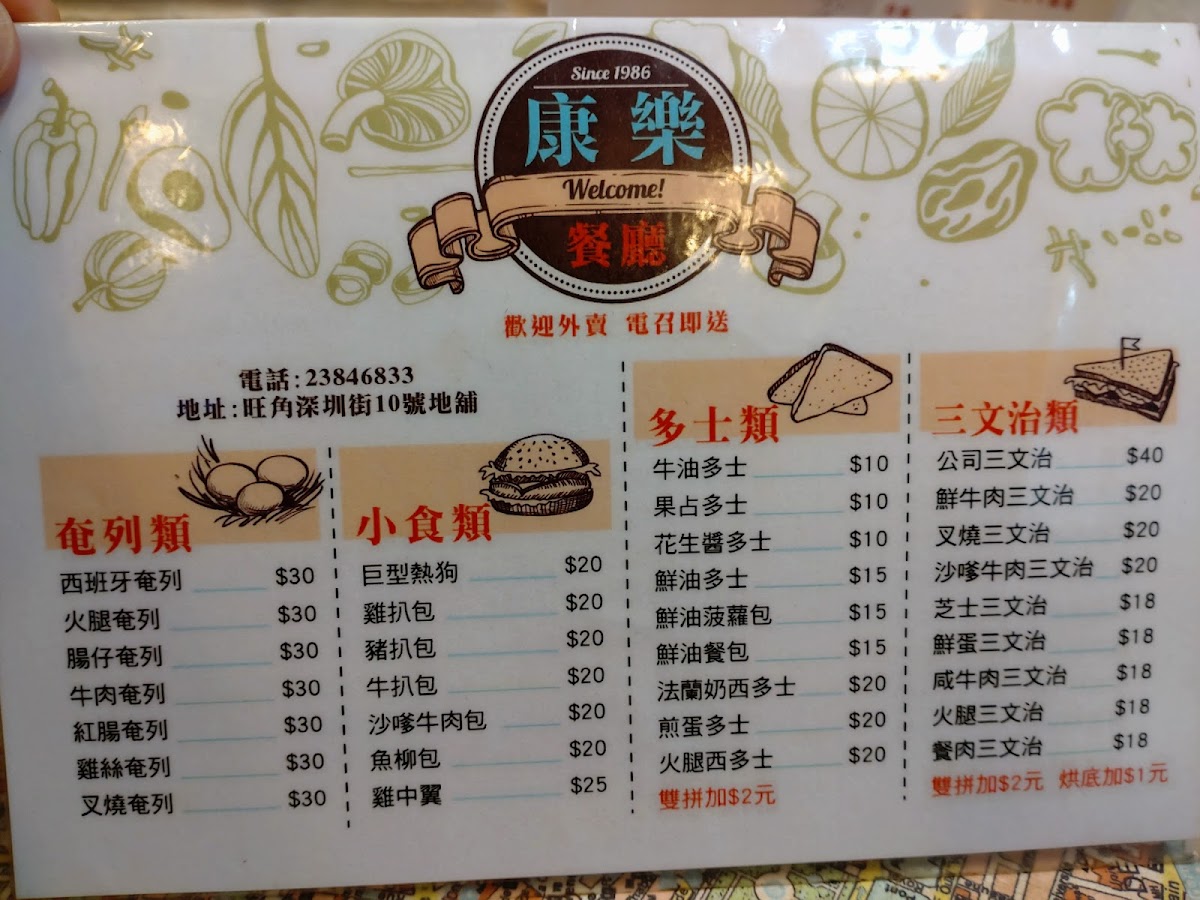 Since 1986
康樂
Welcome!
餐廳
歡迎外賣 電召即送
電話:23846833
地址:旺角深圳街10號地舖
奄列類
西班牙奄列 $30
火腿奄列 $30
腸仔奄列 $30
牛肉奄列 $30
紅腸奄列 $30
雞絲奄列 $30
叉燒奄列 $30
小食類
巨型熱狗 $20
雞扒包 $20
豬扒包 $20
牛扒包 $20
沙嗲牛肉包 $20
魚柳包 $20
雞中翼 $25
多士類
牛油多士 $10
果占多士 $10
花生醬多士 $10
鮮油多士 $15
鮮油菠蘿包 $15
鮮油餐包 $15
法蘭奶西多士 $20
煎蛋多士 $20
火腿西多士 $20
雙拼加$2元
三文治類
公司三文治 $40
鮮牛肉三文治 $20
叉燒三文治 $20
沙嗲牛肉三文治 $20
芝士三文治 $18
鮮蛋三文治 $18
咸牛肉三文治 $18
火腿三文治 $18
餐肉三文治 $18
雙拼加$2元 烘底加$1元